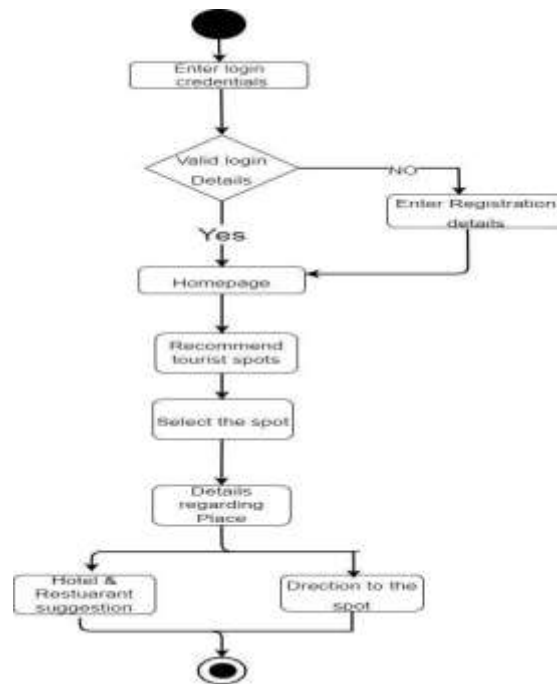 Enter login
credentials
Valid login
Details
NO
Enter Registration
details
Yes
Homepage
Recommend
tourist spots
Select the spot
Details
regarding
Place
Hotel &
Restuarant
suggestion
Drection to the
spot